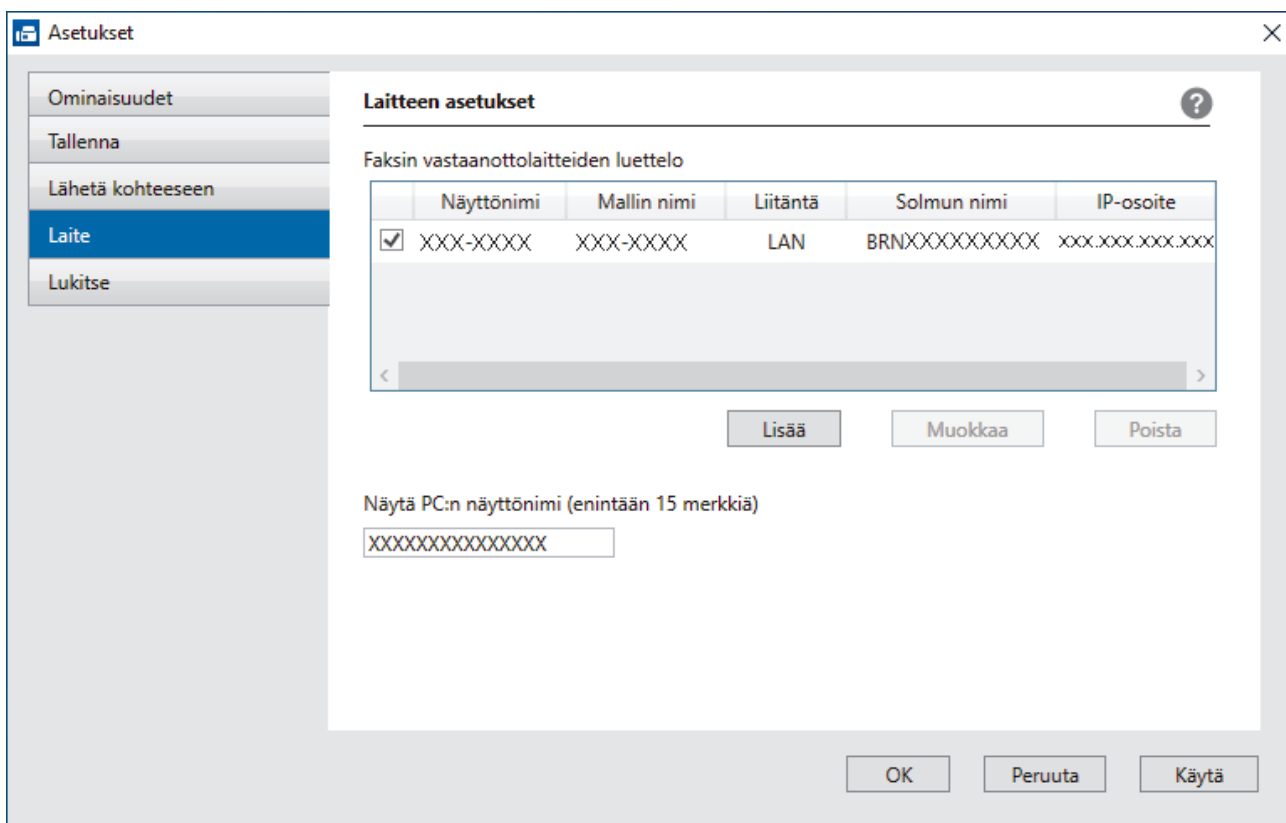 Asetukset
Ominaisuudet
Tallenna
Lähetä kohteeseen
Laite
Lukitse
Laitteen asetukset
?
Faksin vastaanottolaitteiden luettelo
Näyttönimi Mallin nimi Liitäntä Solmun nimi IP-osoite
XXX-XXXX XXX-XXXX LAN BRNXXXXXXXXX XXX.XXX.XXX.XXX
Lisää Muokkaa Poista
Näytä PC:n näyttönimi (enintään 15 merkkiä)
XXXXXXXXXXXXXXX
OK Peruuta Käytä